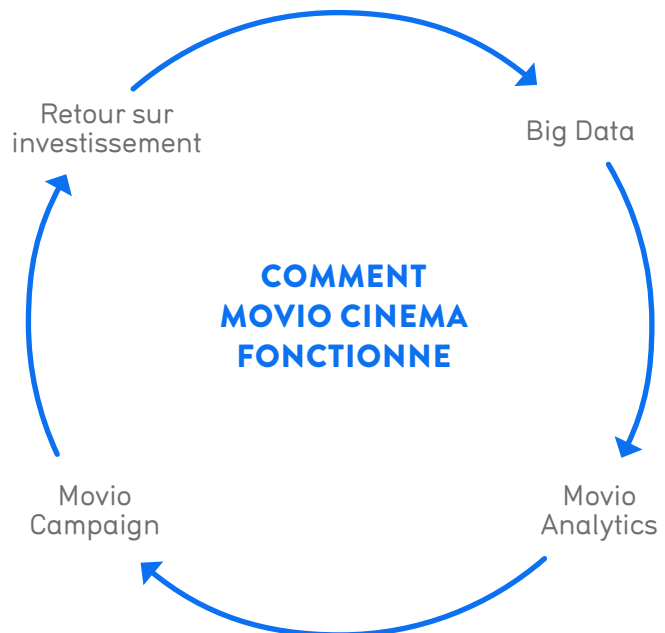 Retour sur
investissement
Big Data
COMMENT
MOVIO CINEMA
FONCTIONNE
Movio
Campaign
Movio
Analytics